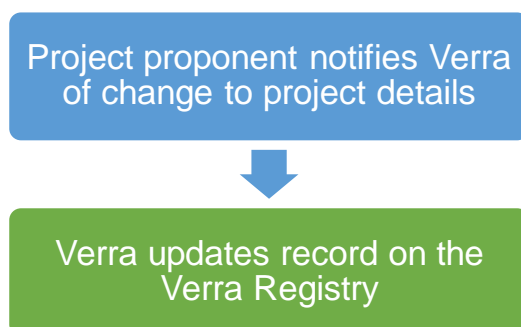 Project proponent notifies Verra
of change to project details
Verra updates record on the
Verra Registry